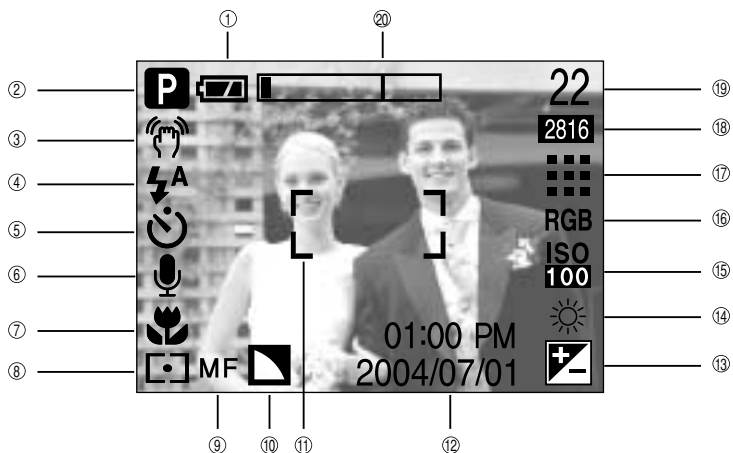 ① ⑳
② P 22 ⑲
2816 ⑱
③
④ A ⑰
⑤ RGB ⑯
⑥ ISO
100 ⑮
⑦ 01:00 PM ⑭
⑧ MF 2004/07/01 ⑬
⑨ ⑩ ⑪ ⑫